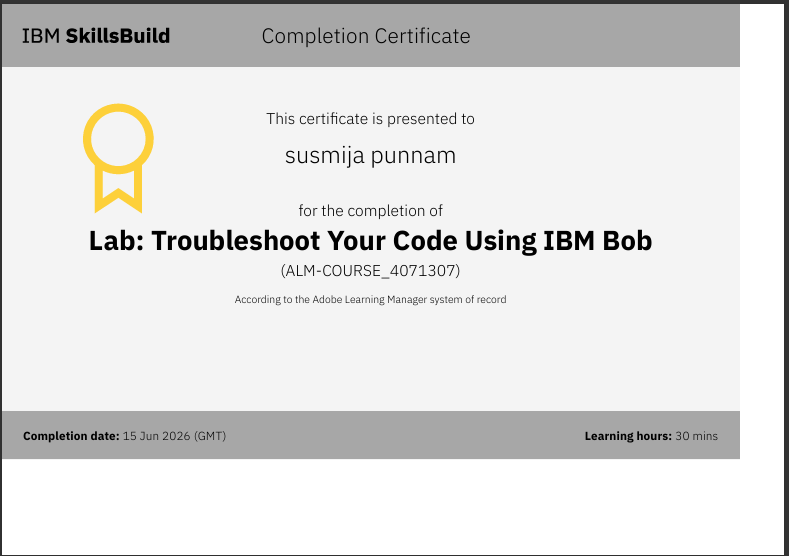 IBM SkillsBuild
Completion Certificate
This certificate is presented to
susmija punnam
for the completion of
Lab: Troubleshoot Your Code Using IBM Bob
(ALM-COURSE_4071307)
According to the Adobe Learning Manager system of record
Completion date: 15 Jun 2026 (GMT)
Learning hours: 30 mins